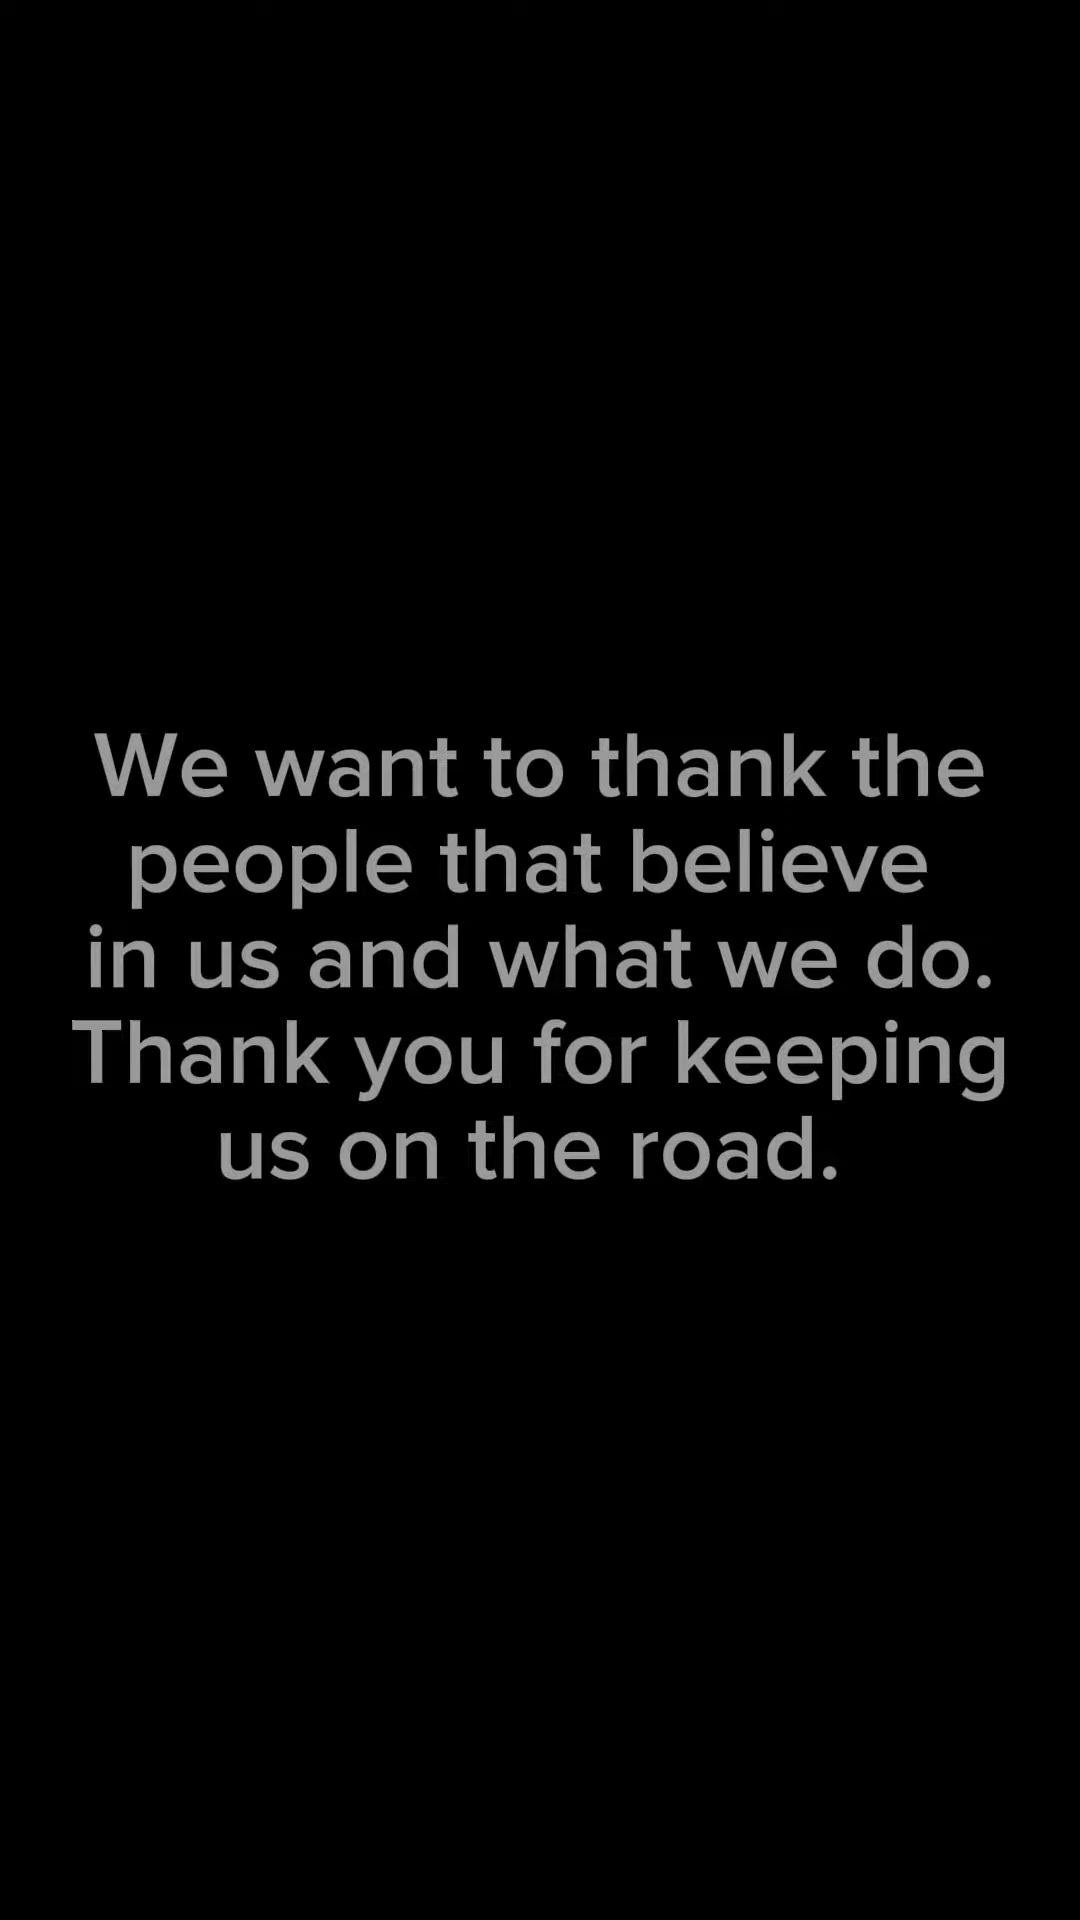 We want to thank the
people that believe
in us and what we do.
Thank you for keeping
us on the road.